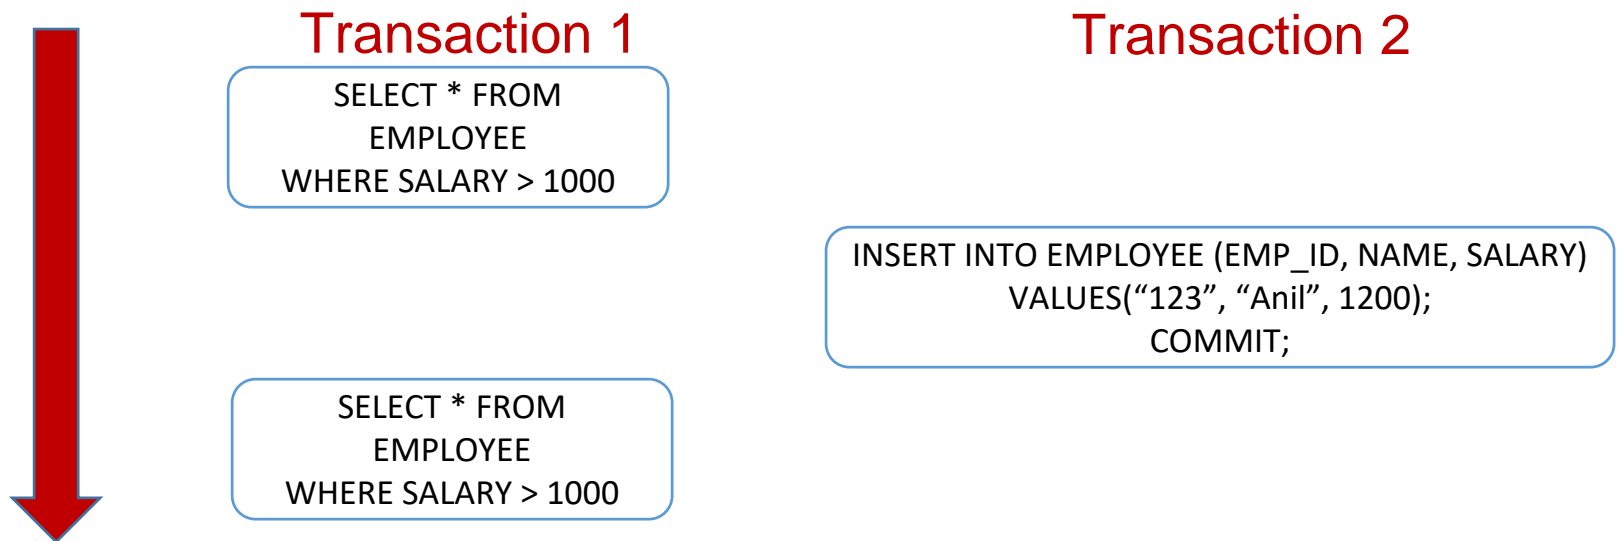 Transaction 1
Transaction 2
SELECT * FROM
EMPLOYEE
WHERE SALARY > 1000
INSERT INTO EMPLOYEE (EMP_ID, NAME, SALARY)
VALUES(“123”, “Anil”, 1200);
COMMIT;
SELECT * FROM
EMPLOYEE
WHERE SALARY > 1000